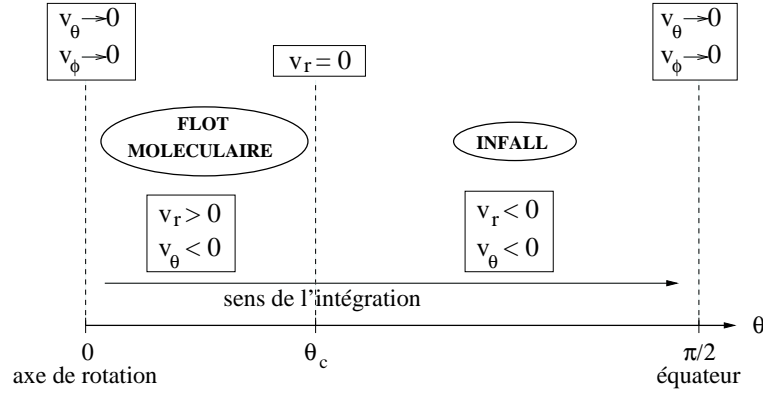 v_θ → 0
v_ϕ → 0
v_r = 0
v_θ → 0
v_ϕ → 0
FLOT
MOLECULAIRE
INFALL
v_r > 0
v_θ < 0
v_r < 0
v_θ < 0
sens de l'intégration
θ
0
θ_c
π/2
axe de rotation
équateur